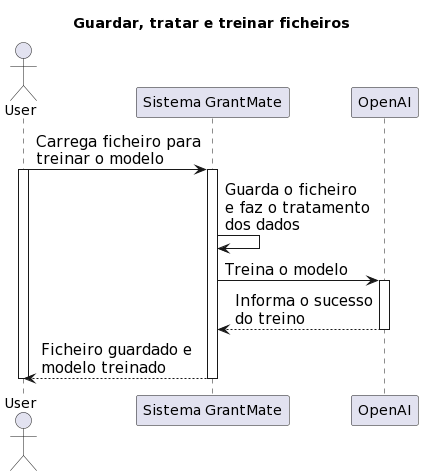 Guardar, tratar e treinar ficheiros
User
Sistema GrantMate
OpenAI
Carrega ficheiro para
treinar o modelo
Guarda o ficheiro
e faz o tratamento
dos dados
Treina o modelo
Informa o sucesso
do treino
Ficheiro guardado e
modelo treinado
User
Sistema GrantMate
OpenAI